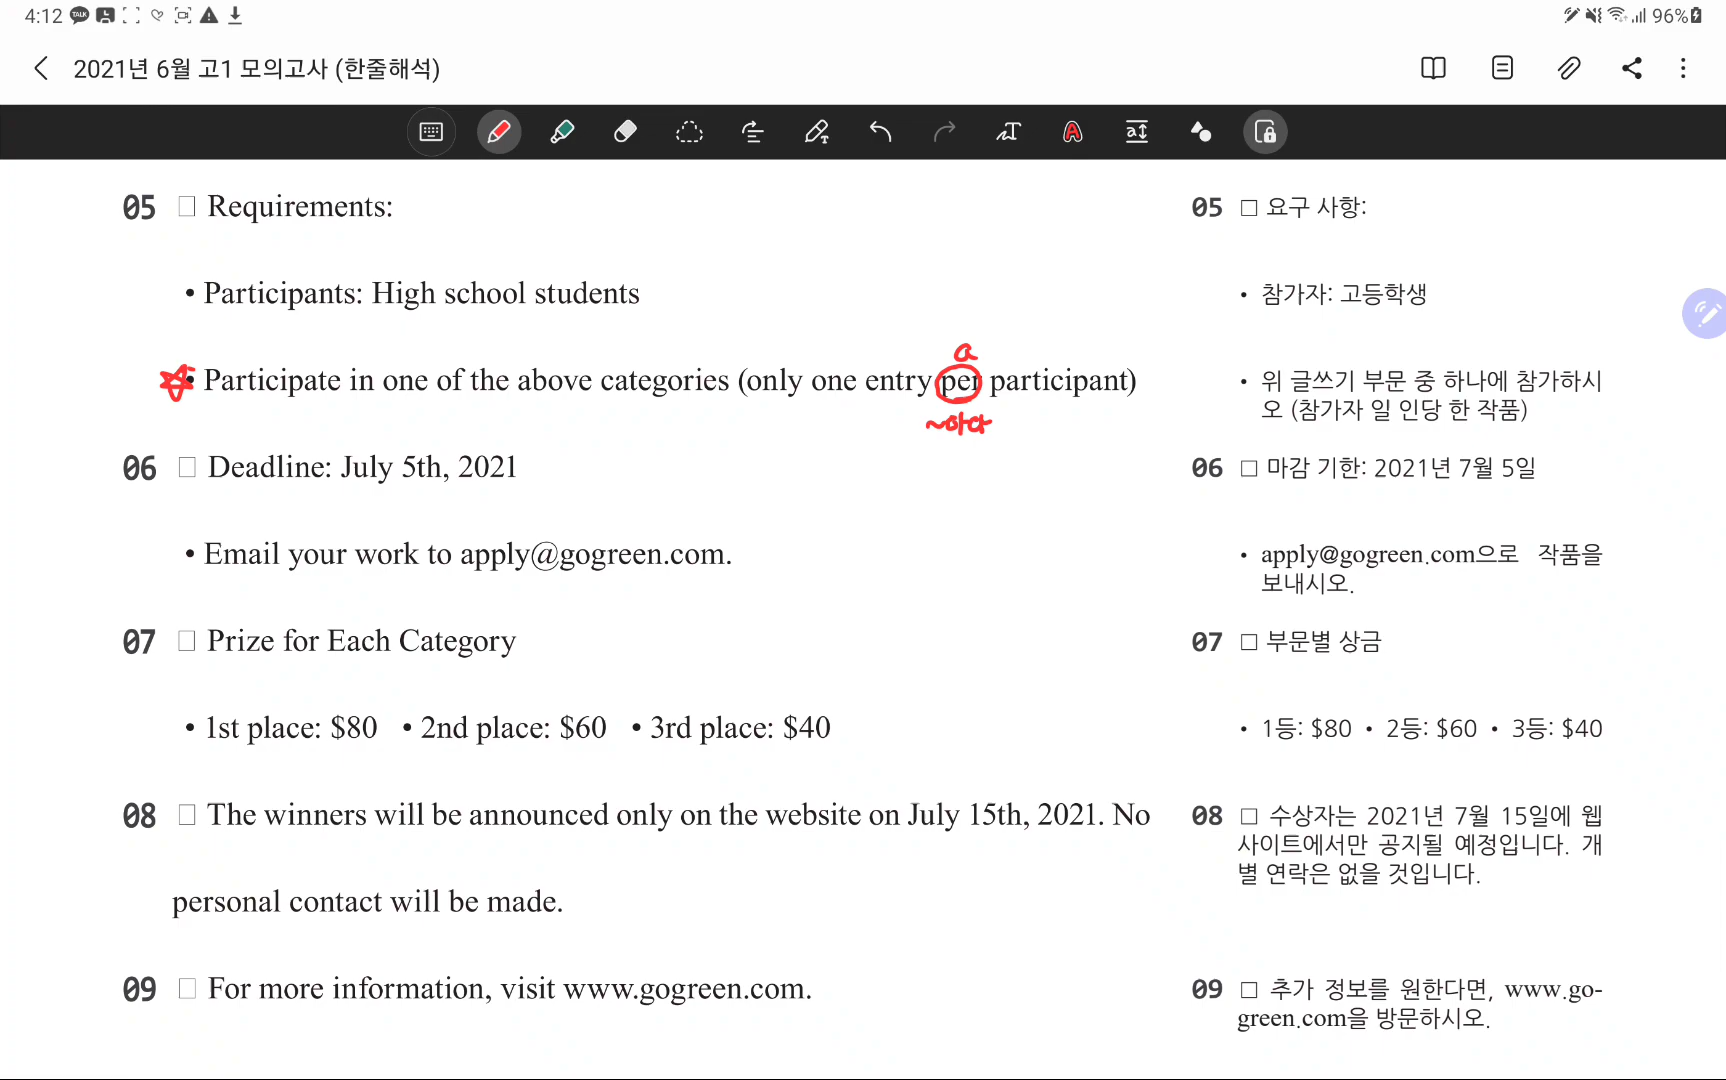 4:12 TALK 96%
2021년 6월 고1 모의고사 (한줄해석)
05 □ Requirements:
• Participants: High school students
a
• Participate in one of the above categories (only one entry per participant)
~마다
06 □ Deadline: July 5th, 2021
• Email your work to apply@gogreen.com.
07 □ Prize for Each Category
• 1st place: $80 • 2nd place: $60 • 3rd place: $40
08 □ The winners will be announced only on the website on July 15th, 2021. No
personal contact will be made.
09 □ For more information, visit www.gogreen.com.
05 □ 요구 사항:
• 참가자: 고등학생
• 위 글쓰기 부문 중 하나에 참가하시
오 (참가자 일 인당 한 작품)
06 □ 마감 기한: 2021년 7월 5일
• apply@gogreen.com으로 작품을
보내시오.
07 □ 부문별 상금
• 1등: $80 • 2등: $60 • 3등: $40
08 □ 수상자는 2021년 7월 15일에 웹
사이트에서만 공지될 예정입니다. 개
별 연락은 없을 것입니다.
09 □ 추가 정보를 원한다면, www.go-
green.com을 방문하시오.